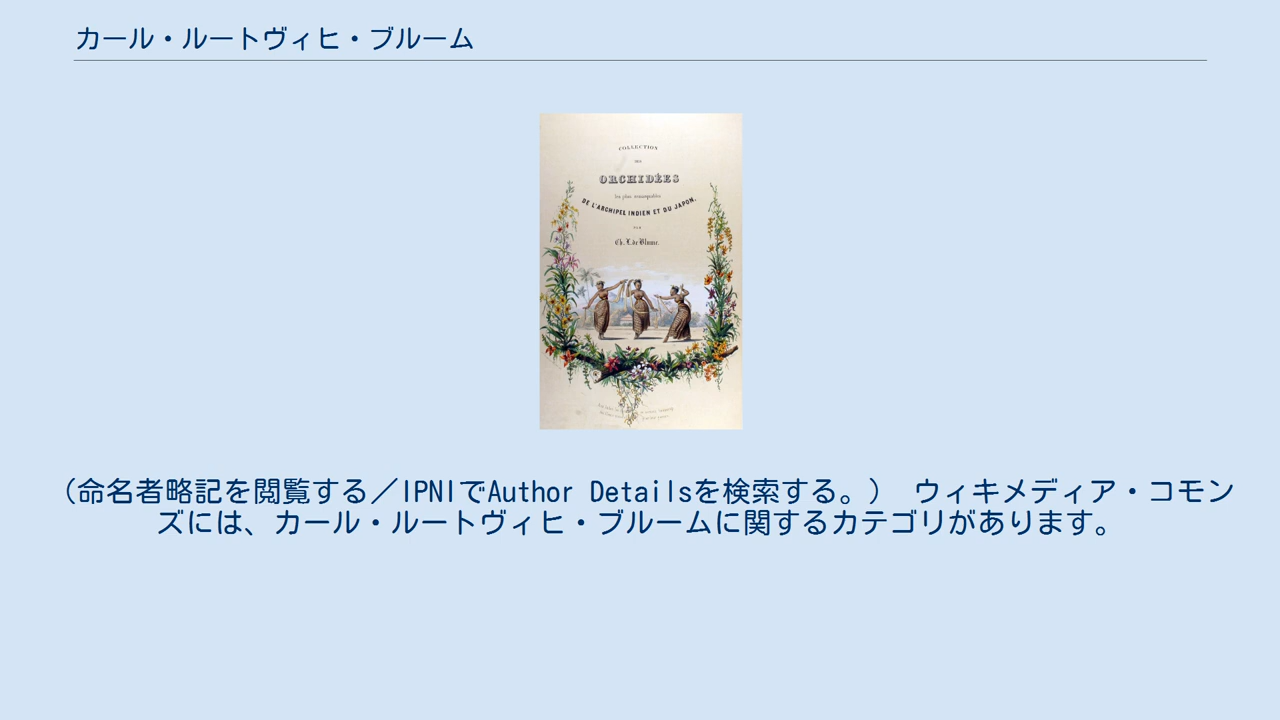 カール・ルートヴィヒ・ブルーム
COLLECTION
DES
ORCHIDÉES
les plus remarquables
DE L'ARCHIPEL INDIEN ET DU JAPON,
PAR
Ch. L. de Blume.
(命名者略記を閲覧する／IPNIでAuthor Detailsを検索する。) ウィキメディア・コモン
ズには、カール・ルートヴィヒ・ブルームに関するカテゴリがあります。